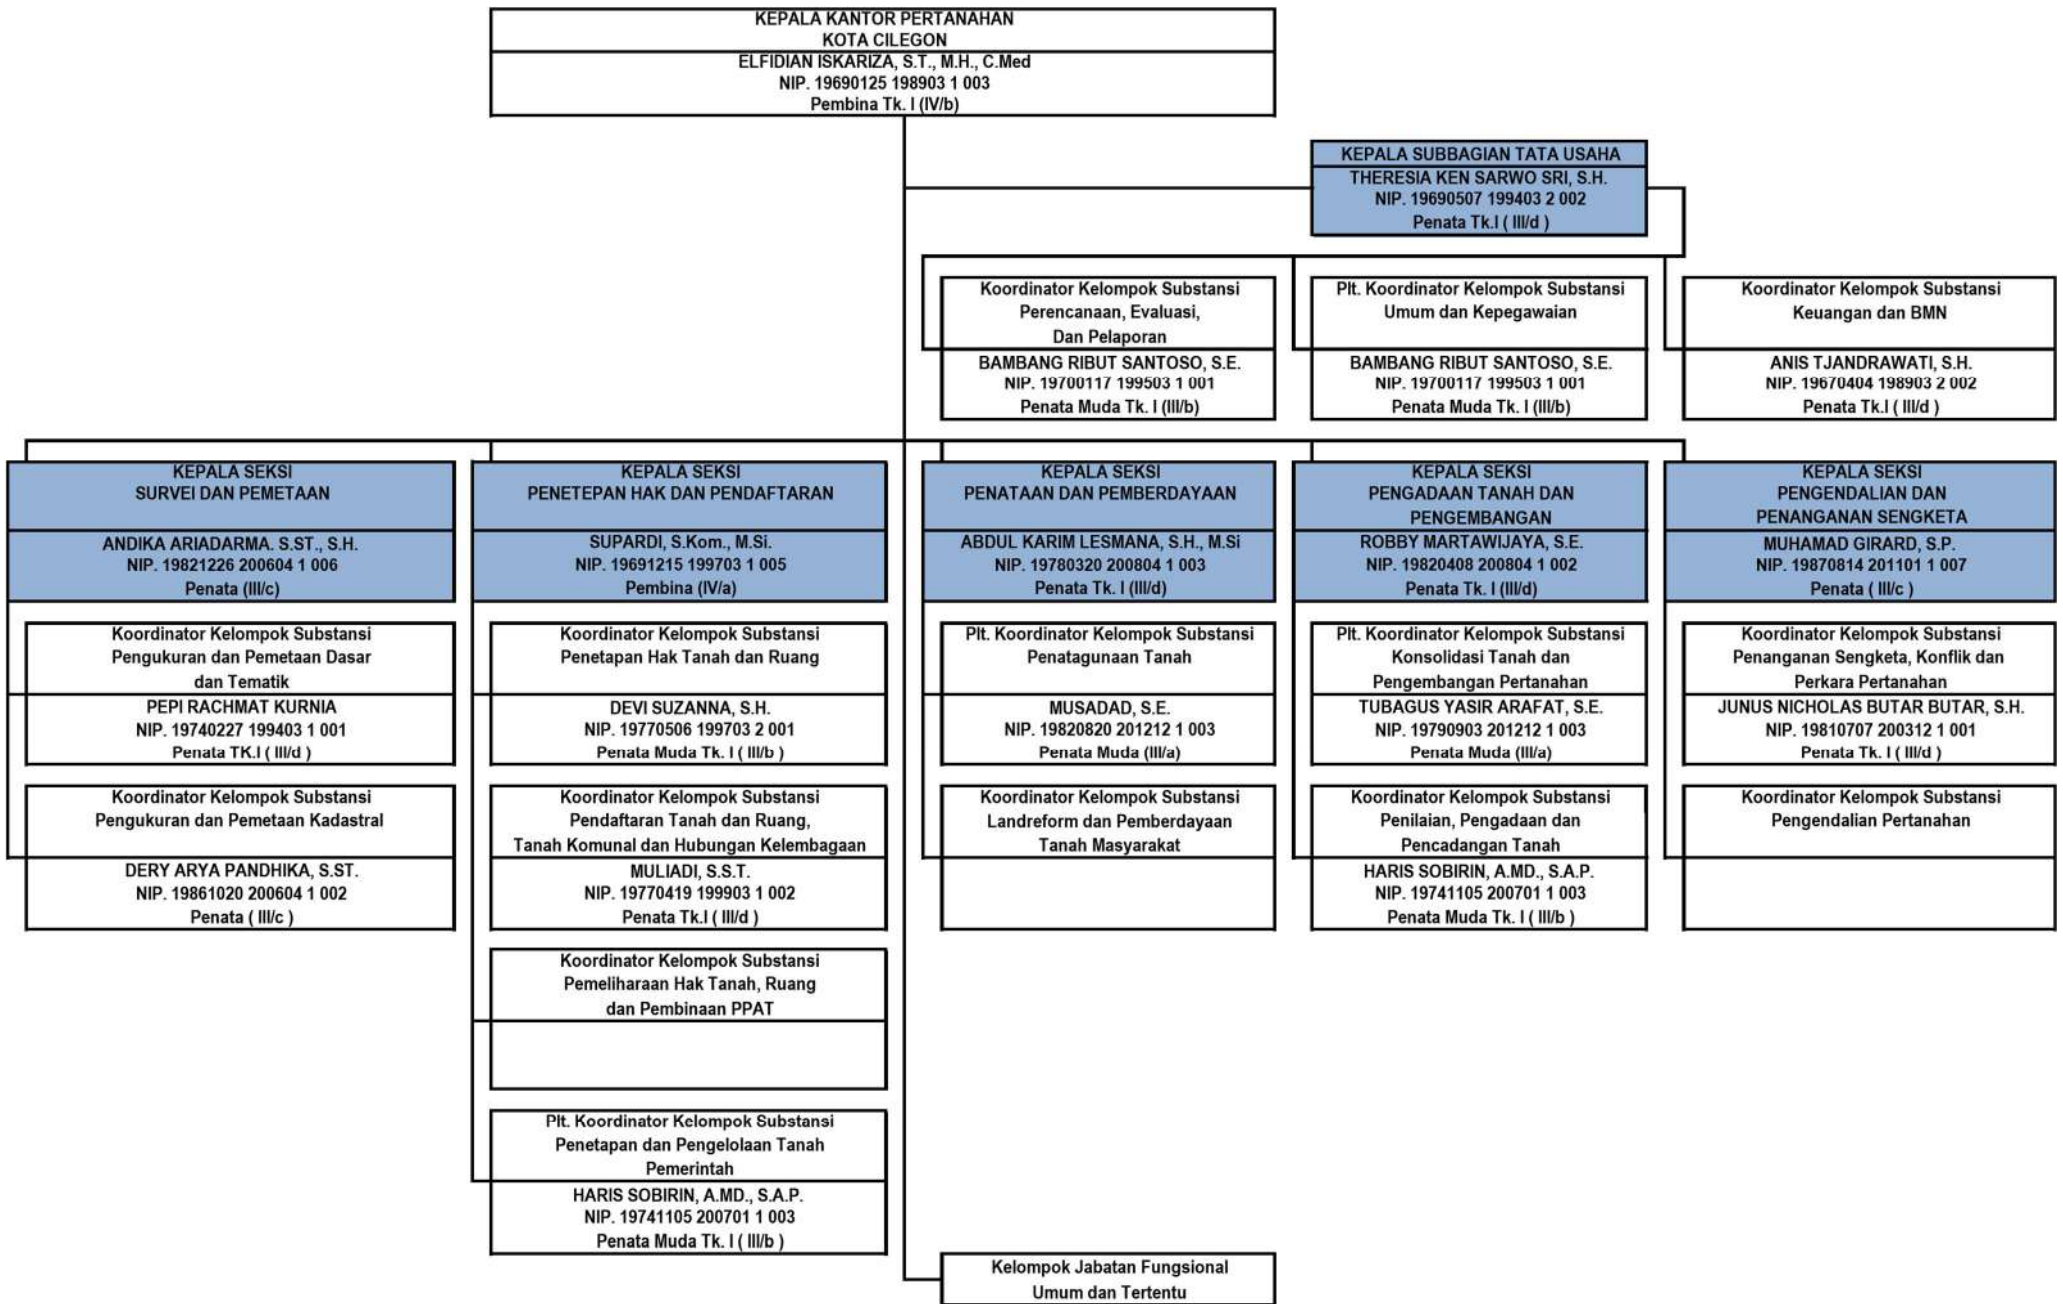 KEPALA KANTOR PERTANAHAN
KOTA CILEGON
ELFIDIAN ISKARIZA, S.T., M.H., C.Med
NIP. 19690125 198903 1 003
Pembina Tk. I (IV/b)
KEPALA SUBBAGIAN TATA USAHA
THERESIA KEN SARWO SRI, S.H.
NIP. 19690507 199403 2 002
Penata Tk.I ( III/d )
Koordinator Kelompok Substansi
Perencanaan, Evaluasi,
Dan Pelaporan
BAMBANG RIBUT SANTOSO, S.E.
NIP. 19700117 199503 1 001
Penata Muda Tk. I (III/b)
Plt. Koordinator Kelompok Substansi
Umum dan Kepegawaian
BAMBANG RIBUT SANTOSO, S.E.
NIP. 19700117 199503 1 001
Penata Muda Tk. I (III/b)
Koordinator Kelompok Substansi
Keuangan dan BMN
ANIS TJANDRAWATI, S.H.
NIP. 19670404 198903 2 002
Penata Tk.I ( III/d )
KEPALA SEKSI
SURVEI DAN PEMETAAN
ANDIKA ARIADARMA. S.ST., S.H.
NIP. 19821226 200604 1 006
Penata (III/c)
Koordinator Kelompok Substansi
Pengukuran dan Pemetaan Dasar
dan Tematik
PEPI RACHMAT KURNIA
NIP. 19740227 199403 1 001
Penata TK.I ( III/d )
Koordinator Kelompok Substansi
Pengukuran dan Pemetaan Kadastral
DERY ARYA PANDHIKA, S.ST.
NIP. 19861020 200604 1 002
Penata ( III/c )
KEPALA SEKSI
PENETEPAN HAK DAN PENDAFTARAN
SUPARDI, S.Kom., M.Si.
NIP. 19691215 199703 1 005
Pembina (IV/a)
Koordinator Kelompok Substansi
Penetapan Hak Tanah dan Ruang
DEVI SUZANNA, S.H.
NIP. 19770506 199703 2 001
Penata Muda Tk. I ( III/b )
Koordinator Kelompok Substansi
Pendaftaran Tanah dan Ruang,
Tanah Komunal dan Hubungan Kelembagaan
MULIADI, S.S.T.
NIP. 19770419 199903 1 002
Penata Tk.I ( III/d )
Koordinator Kelompok Substansi
Pemeliharaan Hak Tanah, Ruang
dan Pembinaan PPAT
Plt. Koordinator Kelompok Substansi
Penetapan dan Pengelolaan Tanah
Pemerintah
HARIS SOBIRIN, A.MD., S.A.P.
NIP. 19741105 200701 1 003
Penata Muda Tk. I ( III/b )
KEPALA SEKSI
PENATAAN DAN PEMBERDAYAAN
ABDUL KARIM LESMANA, S.H., M.Si
NIP. 19780320 200804 1 003
Penata Tk. I (III/d)
Plt. Koordinator Kelompok Substansi
Penatagunaan Tanah
MUSADAD, S.E.
NIP. 19820820 201212 1 003
Penata Muda (III/a)
Koordinator Kelompok Substansi
Landreform dan Pemberdayaan
Tanah Masyarakat
KEPALA SEKSI
PENGADAAN TANAH DAN
PENGEMBANGAN
ROBBY MARTAWIJAYA, S.E.
NIP. 19820408 200804 1 002
Penata Tk. I (III/d)
Plt. Koordinator Kelompok Substansi
Konsolidasi Tanah dan
Pengembangan Pertanahan
TUBAGUS YASIR ARAFAT, S.E.
NIP. 19790903 201212 1 003
Penata Muda (III/a)
Koordinator Kelompok Substansi
Penilaian, Pengadaan dan
Pencadangan Tanah
HARIS SOBIRIN, A.MD., S.A.P.
NIP. 19741105 200701 1 003
Penata Muda Tk. I ( III/b )
KEPALA SEKSI
PENGENDALIAN DAN
PENANGANAN SENGKETA
MUHAMAD GIRARD, S.P.
NIP. 19870814 201101 1 007
Penata ( III/c )
Koordinator Kelompok Substansi
Penanganan Sengketa, Konflik dan
Perkara Pertanahan
JUNUS NICHOLAS BUTAR BUTAR, S.H.
NIP. 19810707 200312 1 001
Penata Tk. I ( III/d )
Koordinator Kelompok Substansi
Pengendalian Pertanahan
Kelompok Jabatan Fungsional
Umum dan Tertentu